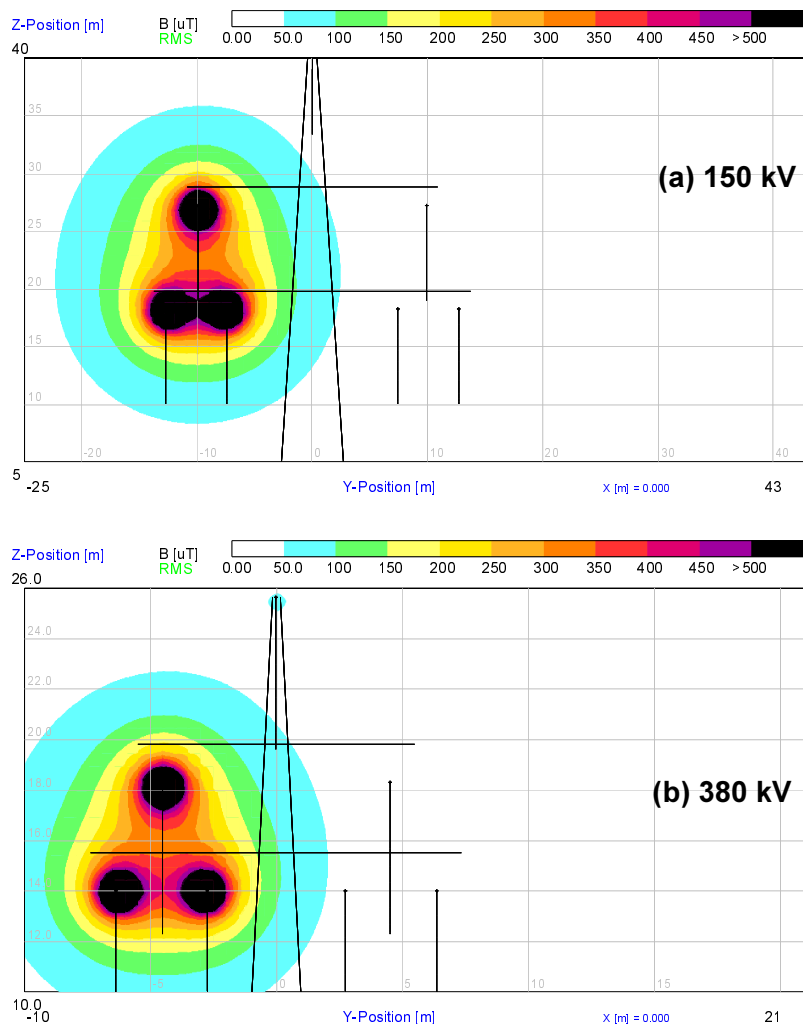 Z-Position [m] B [uT]
RMS
0.00 50.0 100 150 200 250 300 350 400 450 >500
40
35
30
(a) 150 kV
25
20
15
10
-20 -10 0 10 20 30 40
5
-25 Y-Position [m] X [m] = 0.000 43
Z-Position [m] B [uT]
RMS
0.00 50.0 100 150 200 250 300 350 400 450 >500
26.0
24.0
22.0
20.0
18.0
(b) 380 kV
16.0
14.0
12.0
-5 0 5 10 15
10.0
-10 Y-Position [m] X [m] = 0.000 21